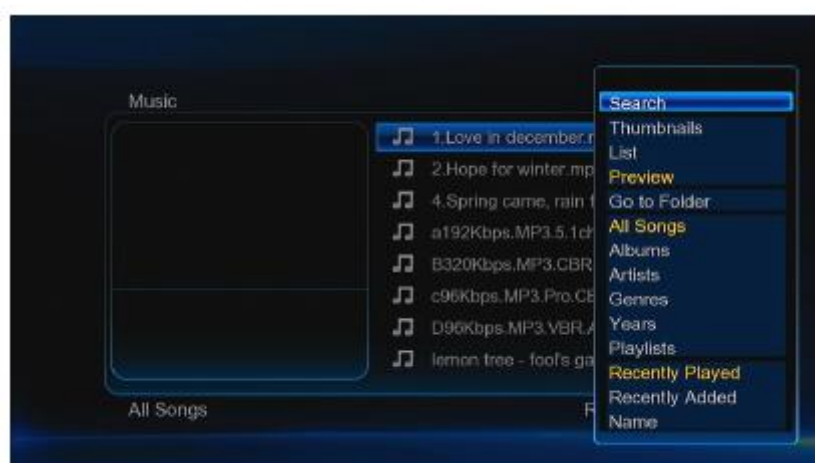 Music
1.Love in december.
2.Hope for winter.mp
4.Spring came, rain
a192Kbps.MP3.5.1ch
B320Kbps.MP3.CBR
c96Kbps.MP3.Pro.CB
D96Kbps.MP3.VBR.
lemon tree - fool's ga
All Songs
R
Search
Thumbnails
List
Preview
Go to Folder
All Songs
Albums
Artists
Genres
Years
Playlists
Recently Played
Recently Added
Name